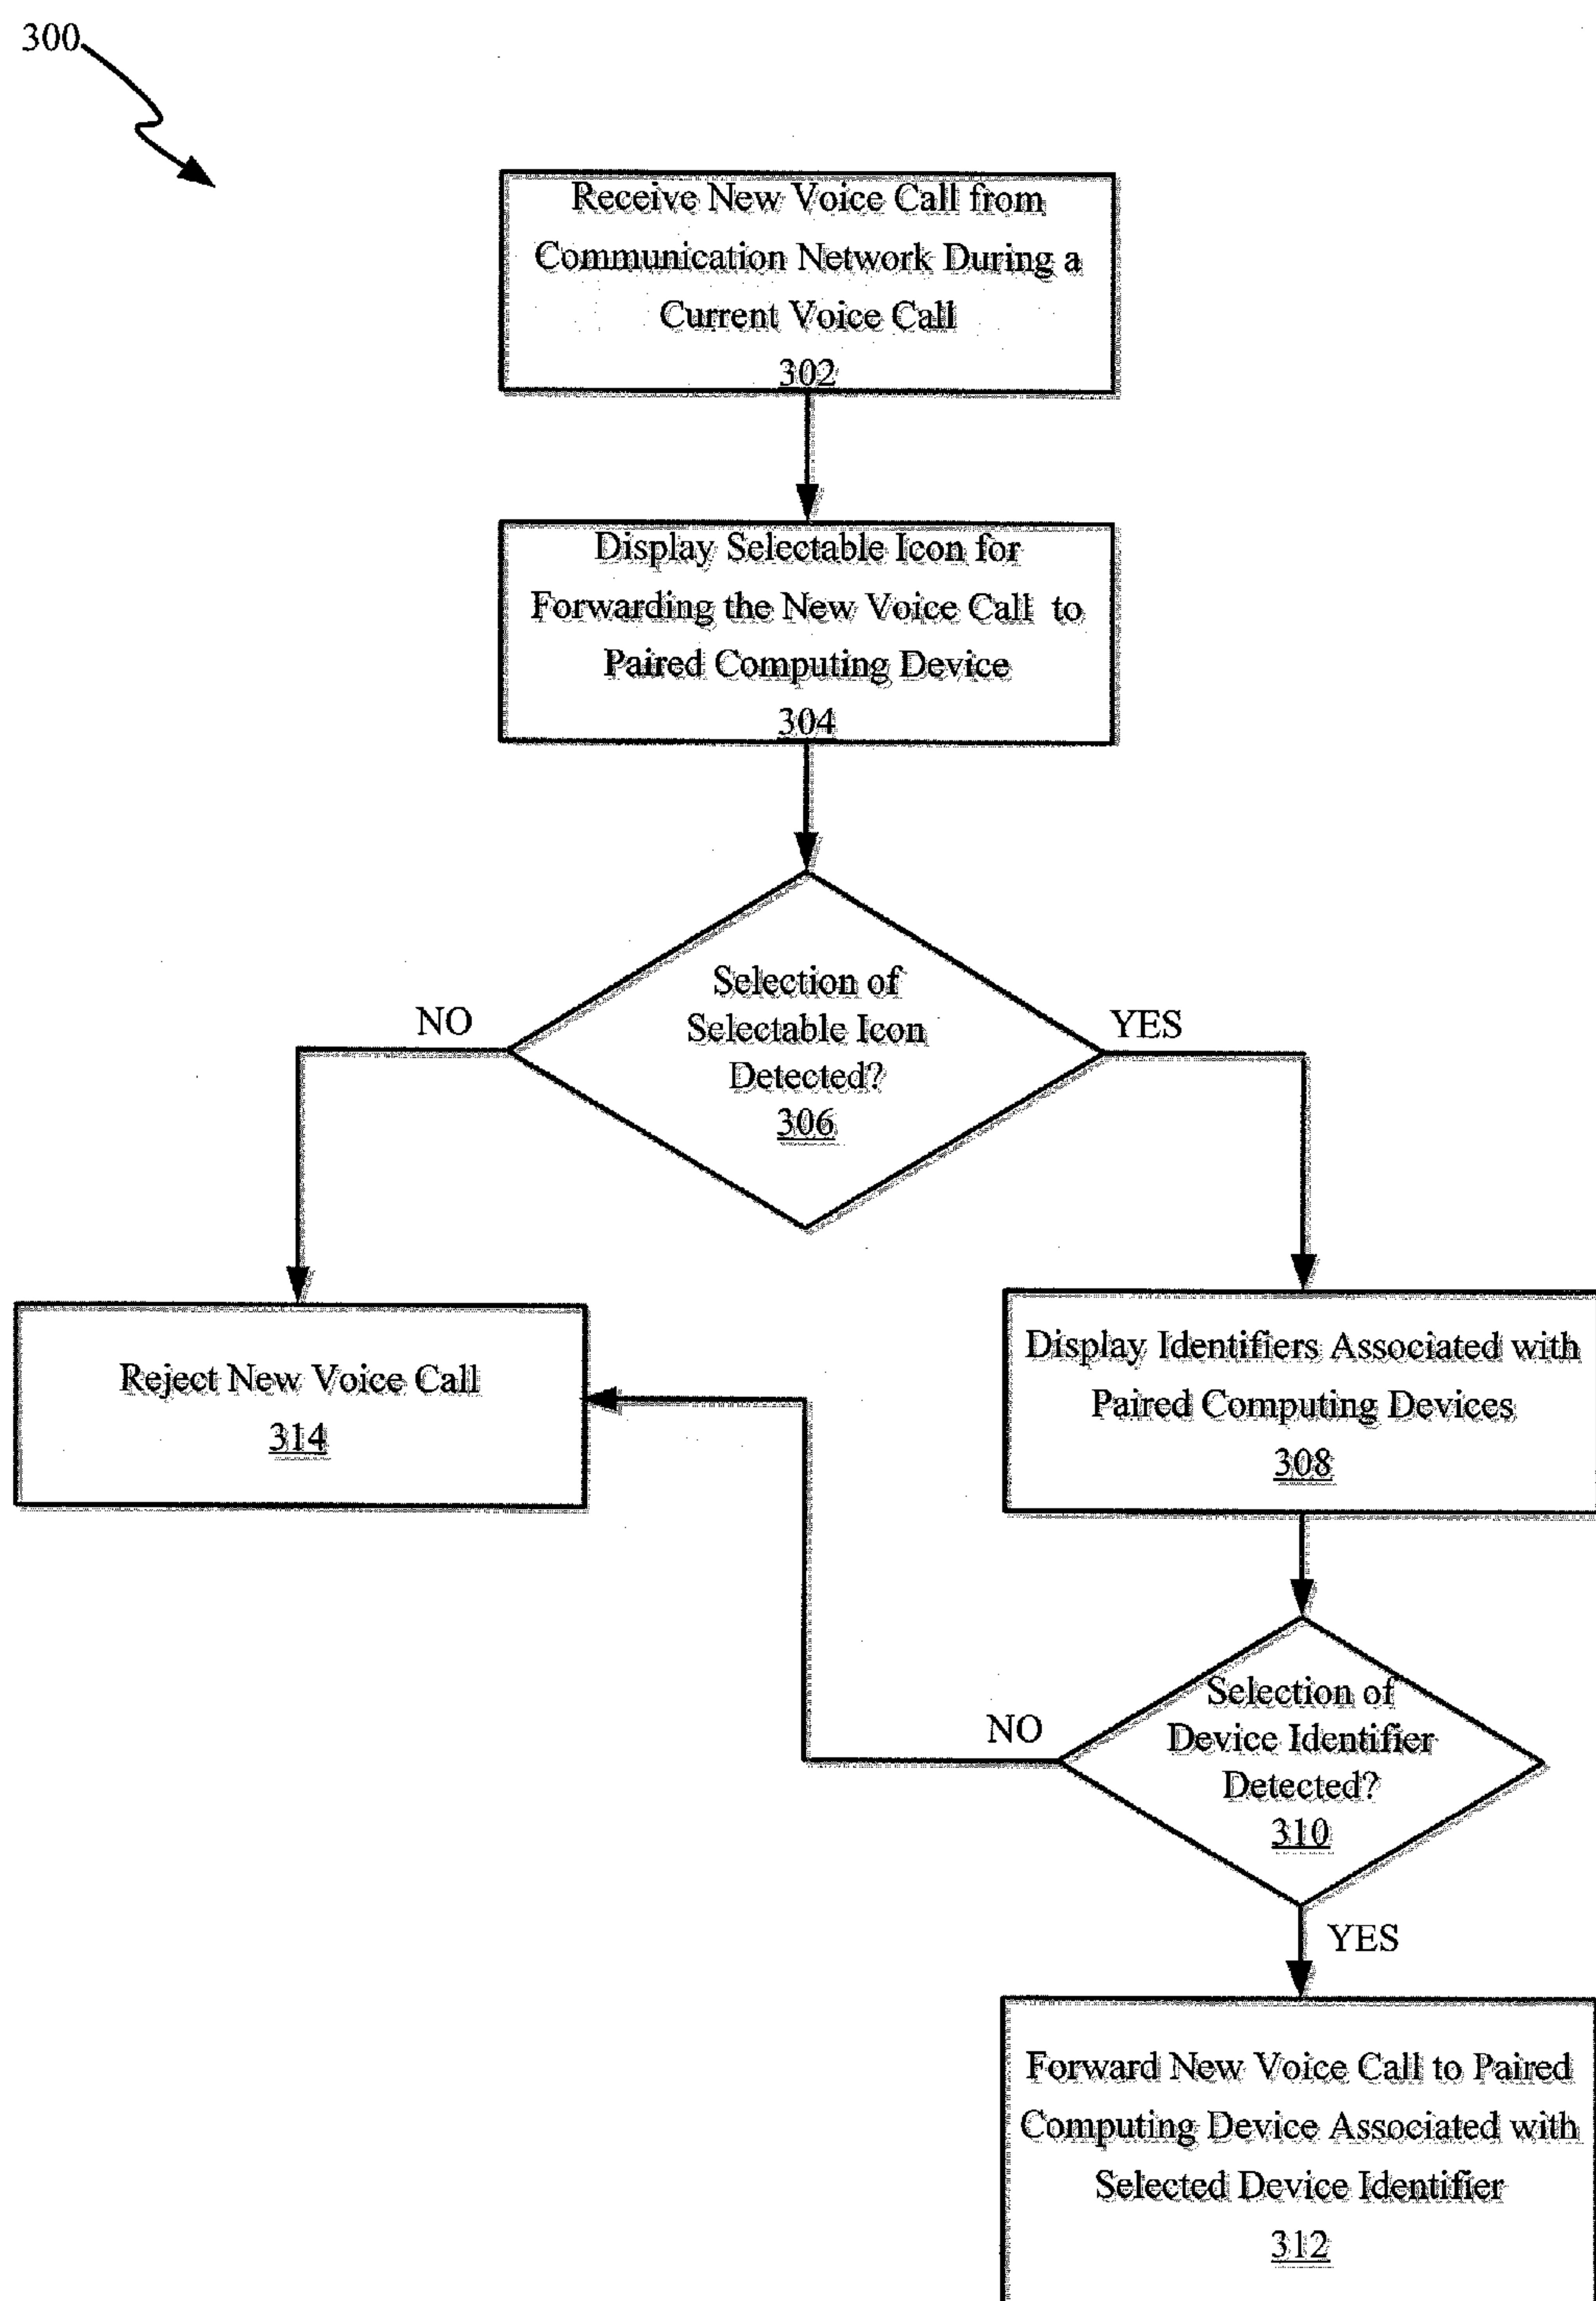 300
Receive New Voice Call from
Communication Network During a
Current Voice Call
302
Display Selectable Icon for
Forwarding the New Voice Call to
Paired Computing Device
304
Selection of
Selectable Icon
Detected?
306
NO
YES
Reject New Voice Call
314
Display Identifiers Associated with
Paired Computing Devices
308
Selection of
Device Identifier
Detected?
310
NO
YES
Forward New Voice Call to Paired
Computing Device Associated with
Selected Device Identifier
312